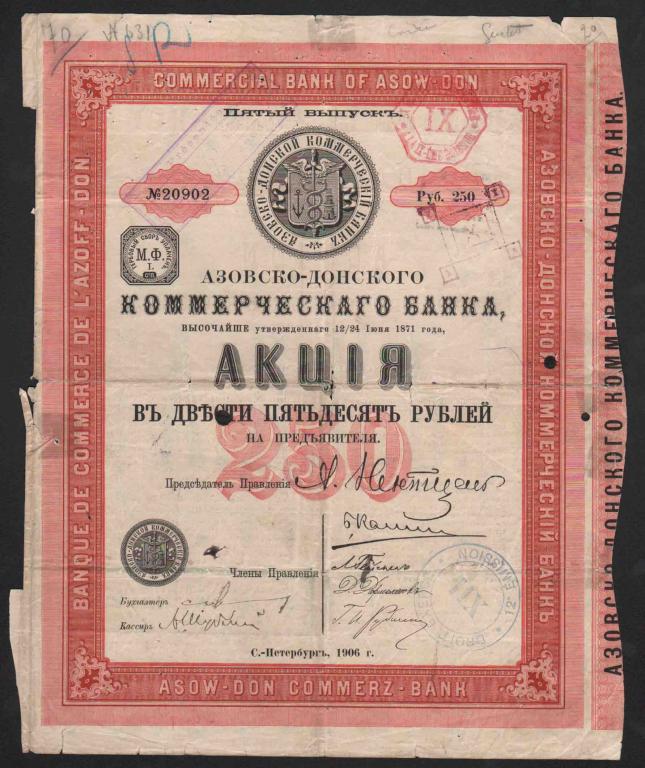 COMMERCIAL BANK OF ASOW-DON
Пятый выпускъ.
IX
№20902
АЗОВСКО-ДОНСКОЙ КОММЕРЧЕСКІЙ БАНКЪ
Руб. 250
М.Ф.
АЗОВСКО-ДОНСКОГО
КОММЕРЧЕСКАГО БАНКА,
ВЫСОЧАЙШЕ утвержденнаго 12/24 Іюня 1871 года,
АКЦІЯ
ВЪ ДВѢСТИ ПЯТЬДЕСЯТЪ РУБЛЕЙ
НА ПРЕДЪЯВИТЕЛЯ.
250
Предсѣдатель Правленія
Члены Правленія
Бухгалтеръ
Кассиръ
12e EMISSION
XII
С.-Петербургъ, 1906 г.
ASOW-DON COMMERZ-BANK
BANQUE DE COMMERCE DE L'AZOFF-DON
АЗОВСКО-ДОНСКОЙ КОММЕРЧЕСКІЙ БАНКЪ
АЗОВСКО-ДОНСКОГО КОММЕРЧЕСКАГО БАНКА.